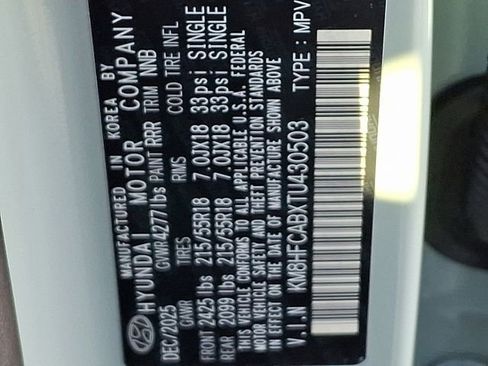 MANUFACTURED IN KOREA BY
HYUNDAI MOTOR COMPANY
GVWR 4277 lbs PAINT RRR TRIM NNB
DEC/2025 GAWR TIRES RIMS COLD TIRE INFL
FRONT 2425 lbs 215/55R18 7.0JX18 33psi SINGLE
REAR 2099 lbs 215/55R18 7.0JX18 33psi SINGLE
THIS VEHICLE CONFORMS TO ALL APPLICABLE U.S.A. FEDERAL
MOTOR VEHICLE SAFETY AND THEFT PREVENTION STANDARDS
IN EFFECT ON THE DATE OF MANUFACTURE SHOWN ABOVE
V.I.N KM8HFCABXTU430503 TYPE : MPV